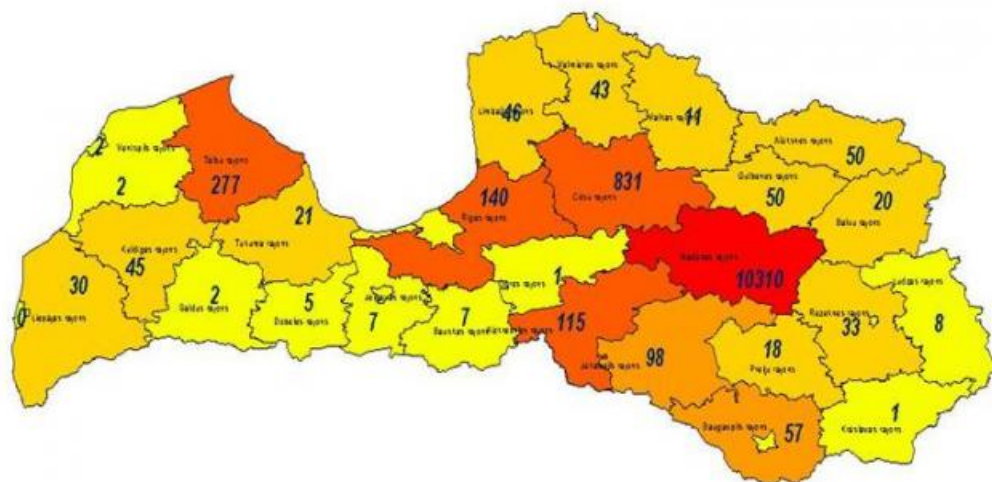 Valmieras rajons
43
Limbažu rajons
46
Valkas rajons
11
Alūksnes rajons
50
Gulbenes rajons
50
Balvu rajons
20
2
Ventspils rajons
2
Talsu rajons
277
140
Rīgas rajons
831
Cēsu rajons
21
Tukuma rajons
Kuldīgas rajons
45
30
Liepājas rajons
0
2
Saldus rajons
5
Dobeles rajons
7
7
Bauskas rajons
1
115
Madonas rajons
10310
98
Jēkabpils rajons
18
Preiļu rajons
Rēzeknes rajons
33
Ludzas rajons
8
Daugavpils rajons
57
1
Krāslavas rajons